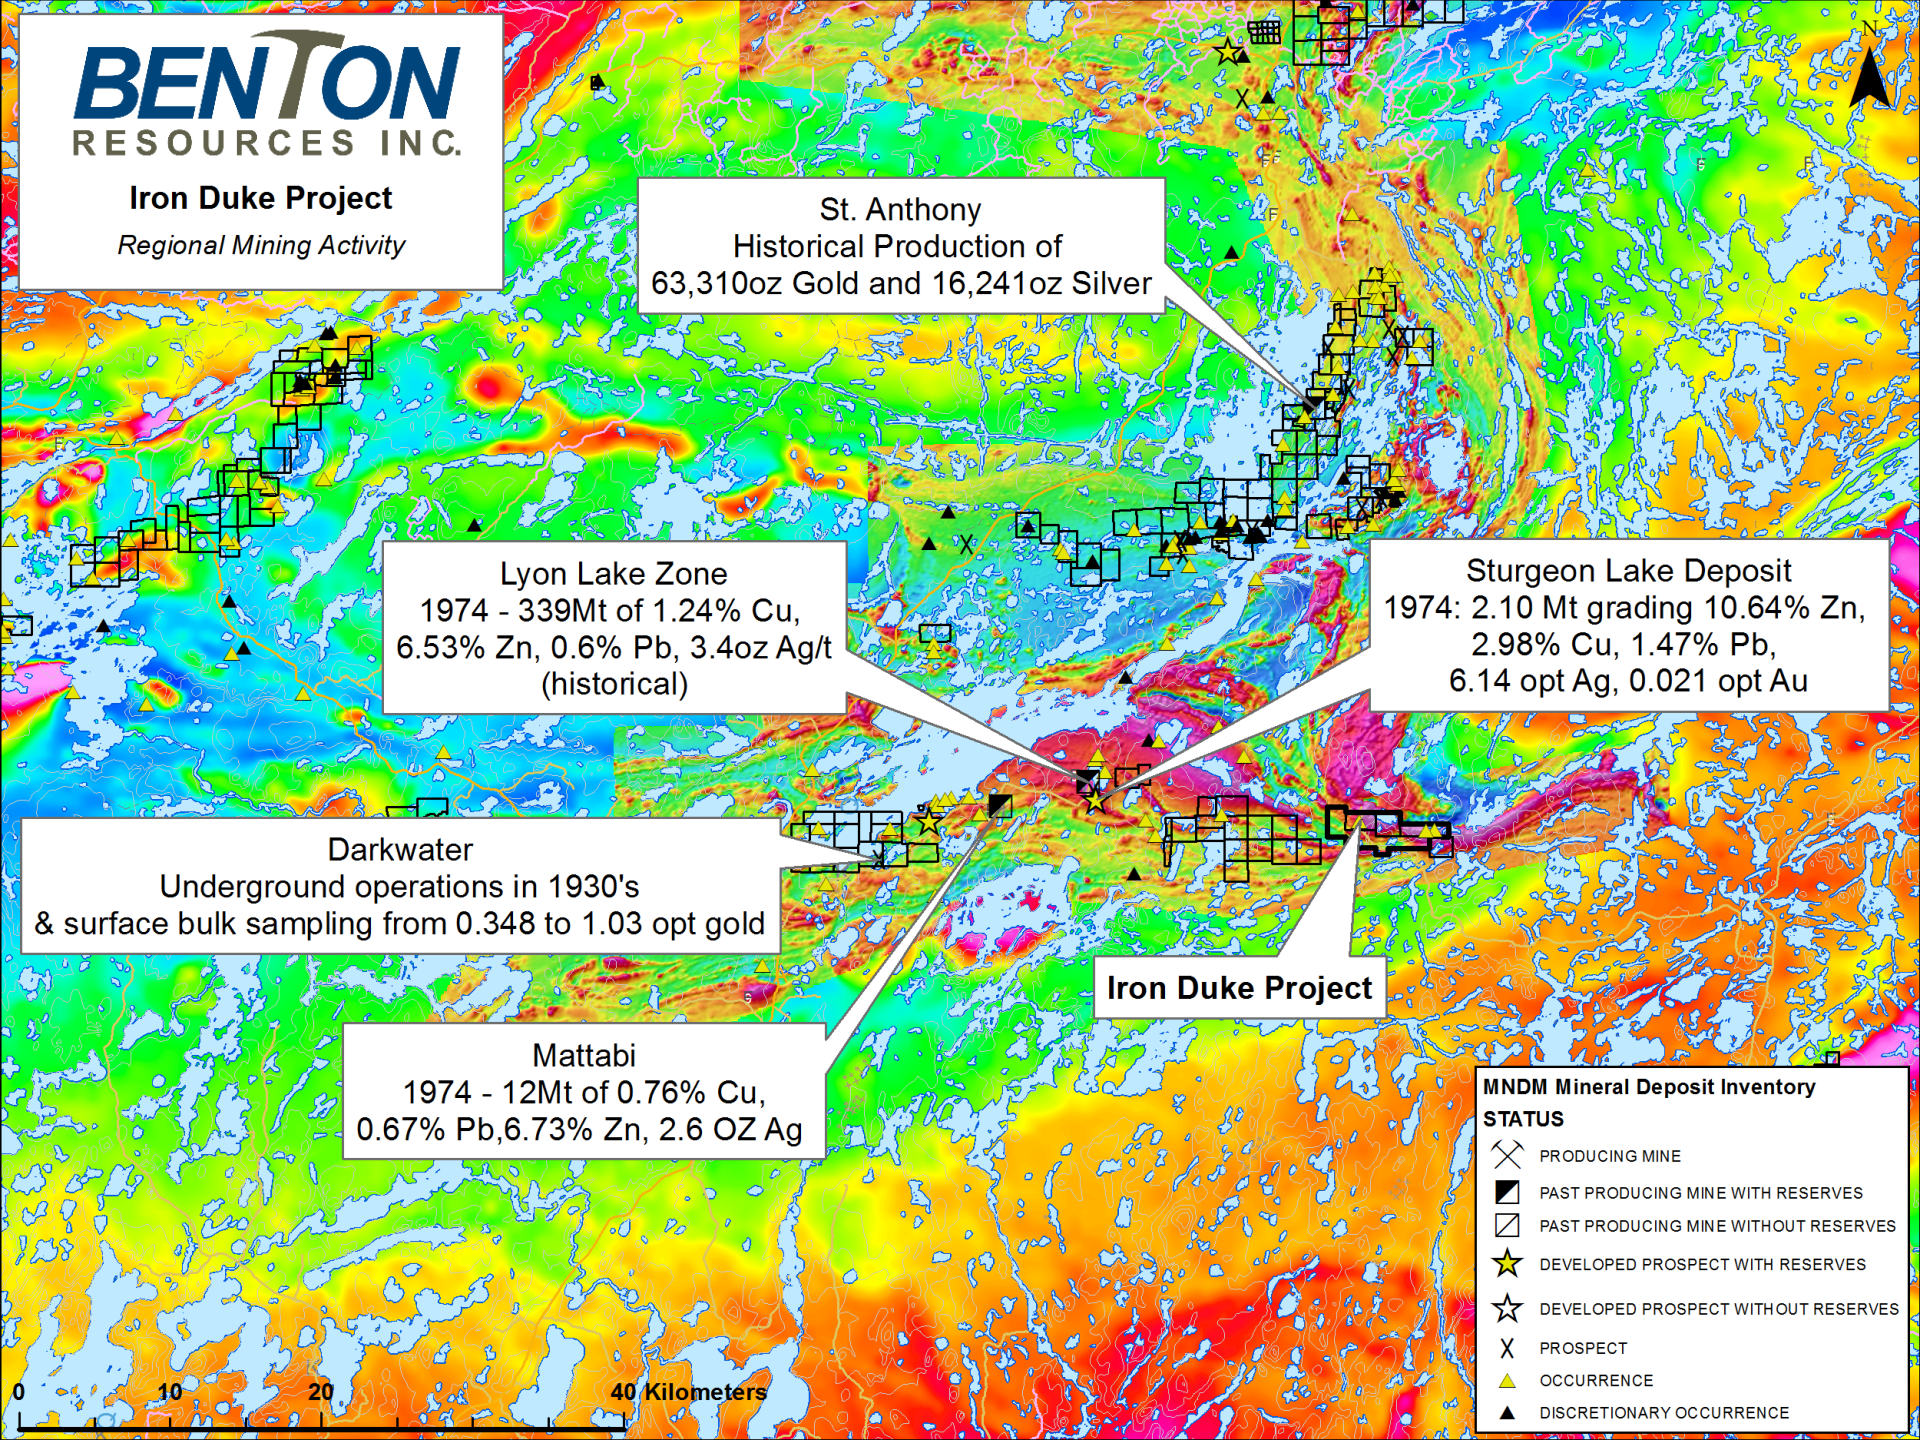 BENTON
RESOURCES INC.
Iron Duke Project
Regional Mining Activity
N
St. Anthony
Historical Production of
63,310oz Gold and 16,241oz Silver
Lyon Lake Zone
1974 - 339Mt of 1.24% Cu,
6.53% Zn, 0.6% Pb, 3.4oz Ag/t
(historical)
Sturgeon Lake Deposit
1974: 2.10 Mt grading 10.64% Zn,
2.98% Cu, 1.47% Pb,
6.14 opt Ag, 0.021 opt Au
Darkwater
Underground operations in 1930's
& surface bulk sampling from 0.348 to 1.03 opt gold
Iron Duke Project
Mattabi
1974 - 12Mt of 0.76% Cu,
0.67% Pb,6.73% Zn, 2.6 OZ Ag
MNDM Mineral Deposit Inventory
STATUS
PRODUCING MINE
PAST PRODUCING MINE WITH RESERVES
PAST PRODUCING MINE WITHOUT RESERVES
DEVELOPED PROSPECT WITH RESERVES
DEVELOPED PROSPECT WITHOUT RESERVES
PROSPECT
OCCURRENCE
DISCRETIONARY OCCURRENCE
0 10 20 40 Kilometers